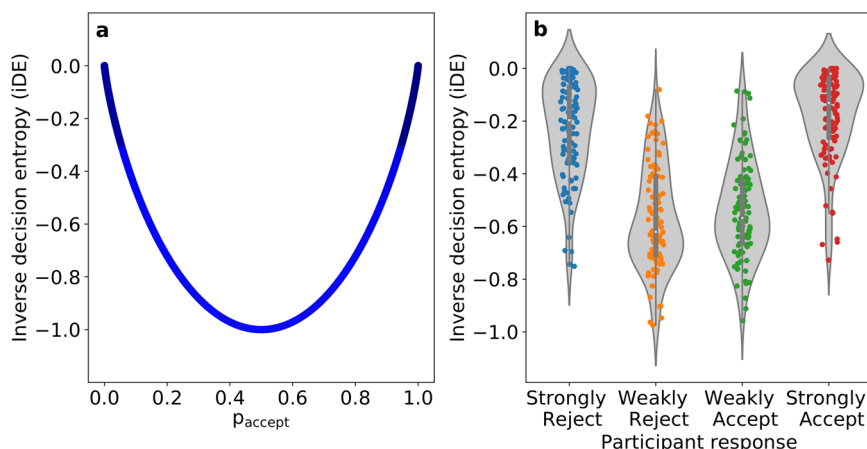 a
Inverse decision entropy (iDE)
0.0
−0.2
−0.4
−0.6
−0.8
−1.0
0.0 0.2 0.4 0.6 0.8 1.0
p_accept
b
Inverse decision entropy (iDE)
0.0
−0.2
−0.4
−0.6
−0.8
−1.0
Strongly Weakly Weakly Strongly
Reject Reject Accept Accept
Participant response